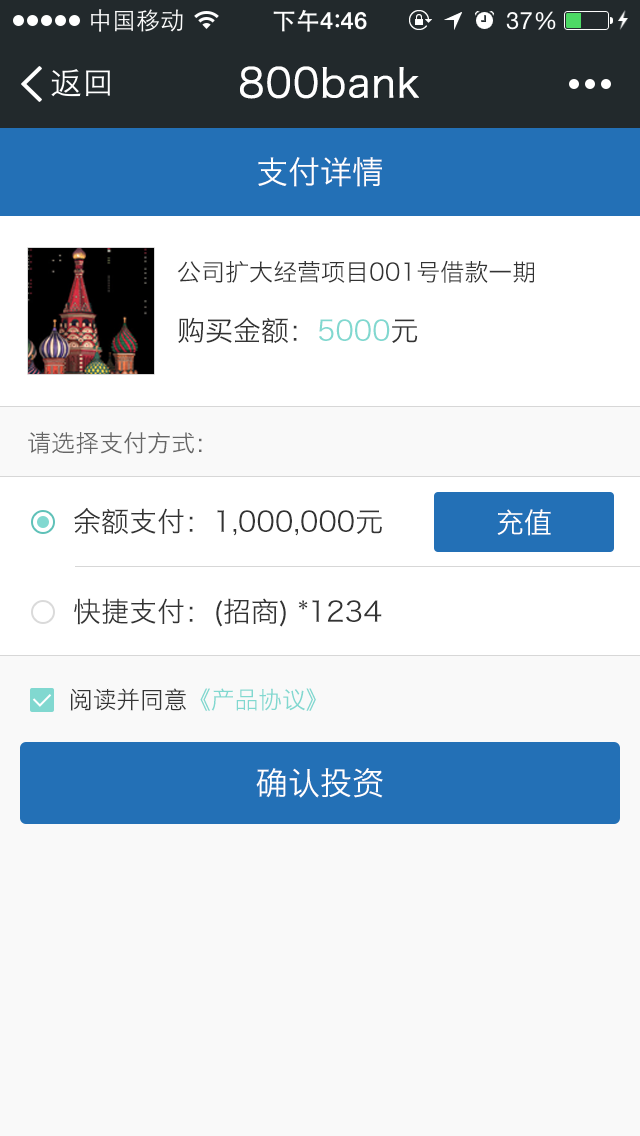 中国移动 下午4:46 37%
返回 800bank
支付详情
公司扩大经营项目001号借款一期
购买金额：5000元
请选择支付方式：
余额支付：1,000,000元 充值
快捷支付：(招商) *1234
阅读并同意《产品协议》
确认投资